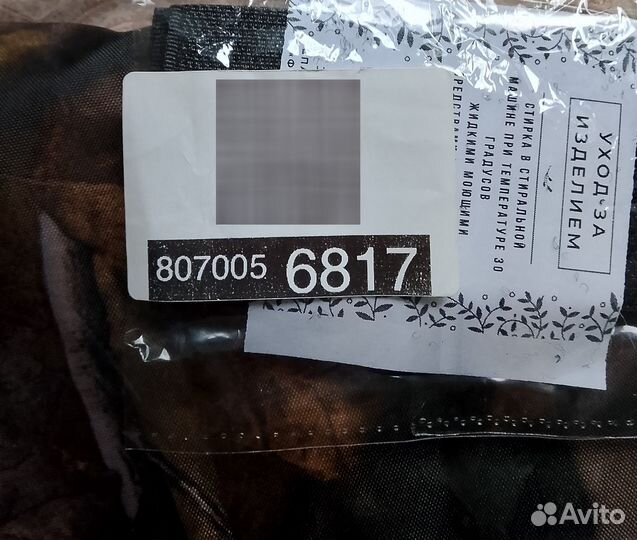 807005 6817
УХОД ЗА
ИЗДЕЛИЕМ
СТИРКА В СТИРАЛЬНОЙ
МАШИНЕ ПРИ ТЕМПЕРАТУРЕ 30
ГРАДУСОВ
ЖИДКИМИ МОЮЩИМИ
Avito